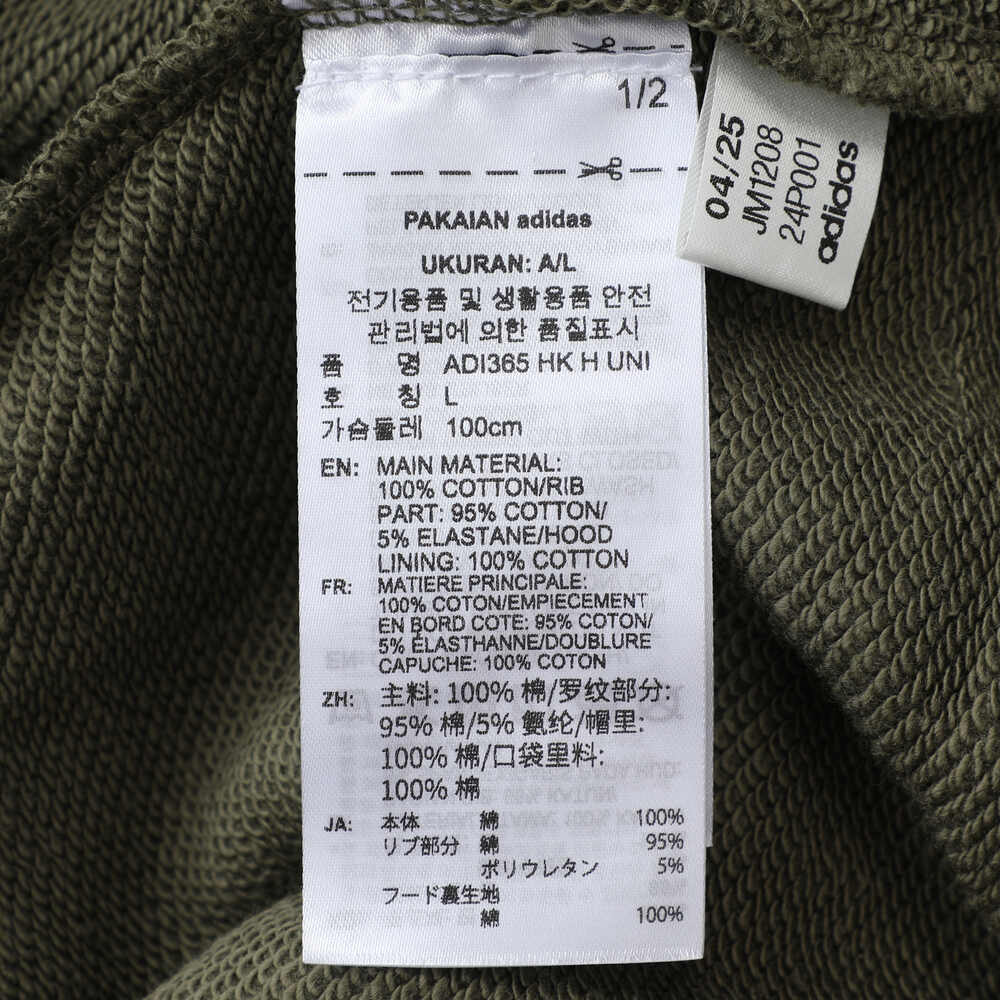 1/2
PAKAIAN adidas
UKURAN: A/L
전기용품 및 생활용품 안전
관리법에 의한 품질표시
품 명 ADI365 HK H UNI
호 칭 L
가슴둘레 100cm
EN: MAIN MATERIAL:
100% COTTON/RIB
PART: 95% COTTON/
5% ELASTANE/HOOD
LINING: 100% COTTON
FR: MATIERE PRINCIPALE:
100% COTON/EMPIECEMENT
EN BORD COTE: 95% COTON/
5% ÉLASTHANNE/DOUBLURE
CAPUCHE: 100% COTON
ZH: 主料: 100% 棉/罗纹部分:
95% 棉/5% 氨纶/帽里:
100% 棉/口袋里料:
100% 棉
JA: 本体 綿 100%
リブ部分 綿 95%
ポリウレタン 5%
フード裏生地
綿 100%
04/25
JM1208
24P001
adidas